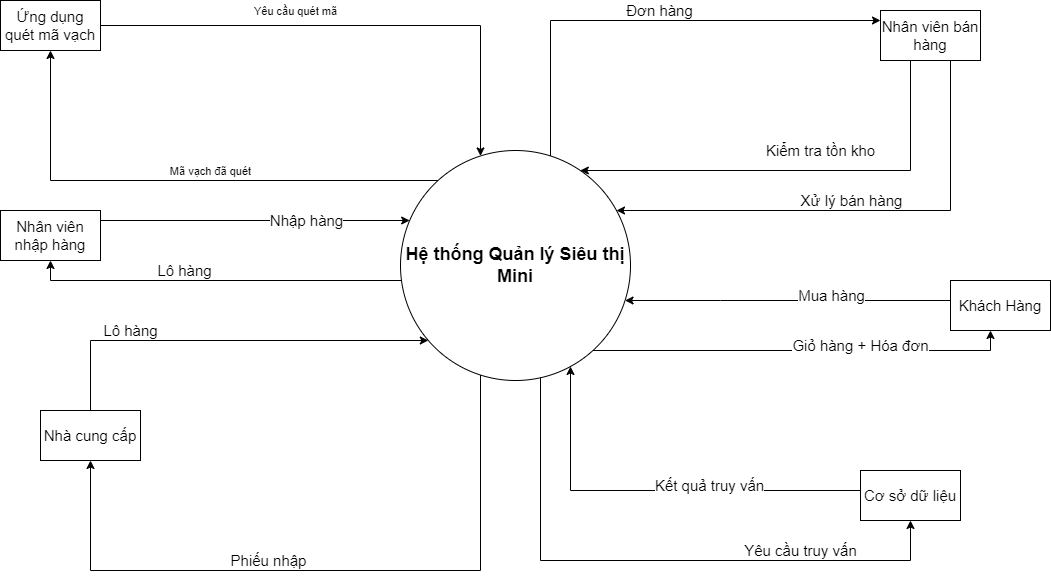 Ứng dụng
quét mã vạch
Yêu cầu quét mã
Đơn hàng
Nhân viên bán
hàng
Mã vạch đã quét
Kiểm tra tồn kho
Xử lý bán hàng
Nhân viên
nhập hàng
Nhập hàng
Lô hàng
Hệ thống Quản lý Siêu thị
Mini
Mua hàng
Khách Hàng
Giỏ hàng + Hóa đơn
Lô hàng
Nhà cung cấp
Kết quả truy vấn
Cơ sở dữ liệu
Phiếu nhập
Yêu cầu truy vấn